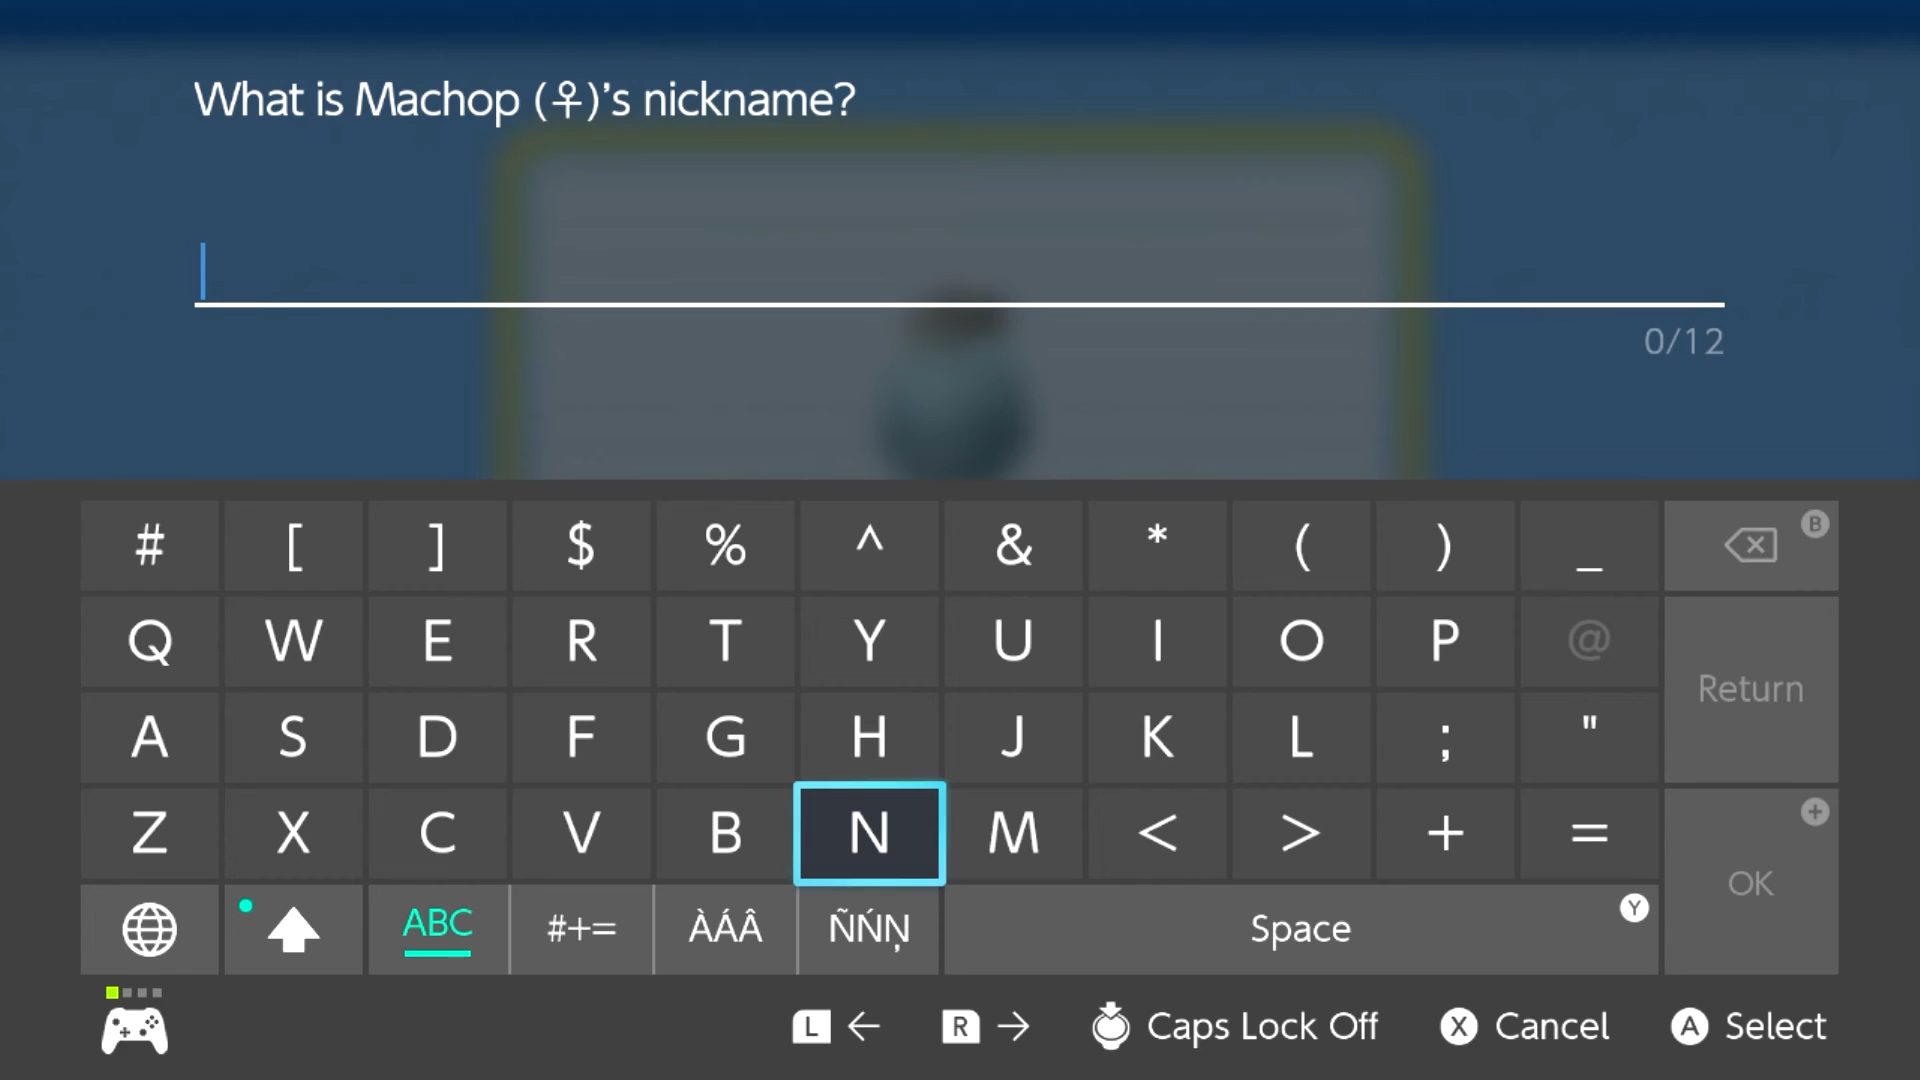 What is Machop (♀)'s nickname?
0/12
# [ ] $ % ^ & * ( ) _ B
Q W E R T Y U I O P @ Return
A S D F G H J K L ; "
Z X C V B N M < > + = + OK
ABC #+= ÀÁÂ ÑŃŅ Space Y
L ← R → Caps Lock Off X Cancel A Select